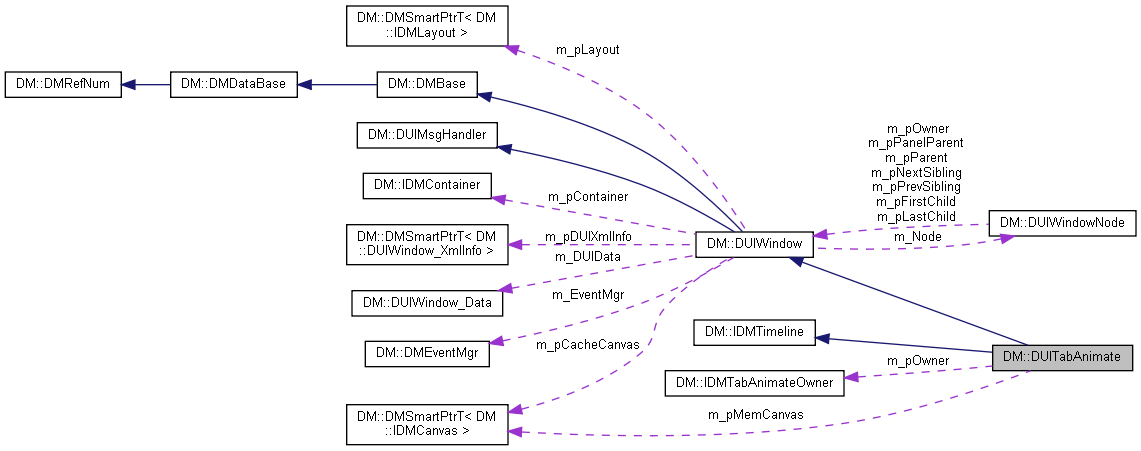 DM::DMSmartPtrT< DM
::IDMLayout >
m_pLayout
DM::DMRefNum
DM::DMDataBase
DM::DMBase
DM::DUIMsgHandler
m_pOwner
m_pPanelParent
m_pParent
m_pNextSibling
m_pPrevSibling
m_pFirstChild
m_pLastChild
DM::IDMContainer
m_pContainer
DM::DUIWindowNode
DM::DMSmartPtrT< DM
::DUIWindow_XmlInfo >
m_pDUIXmlInfo
DM::DUIWindow
m_Node
m_DUIData
DM::DUIWindow_Data
m_EventMgr
DM::IDMTimeline
DM::DMEventMgr
m_pCacheCanvas
DM::DUITabAnimate
m_pOwner
DM::IDMTabAnimateOwner
DM::DMSmartPtrT< DM
::IDMCanvas >
m_pMemCanvas